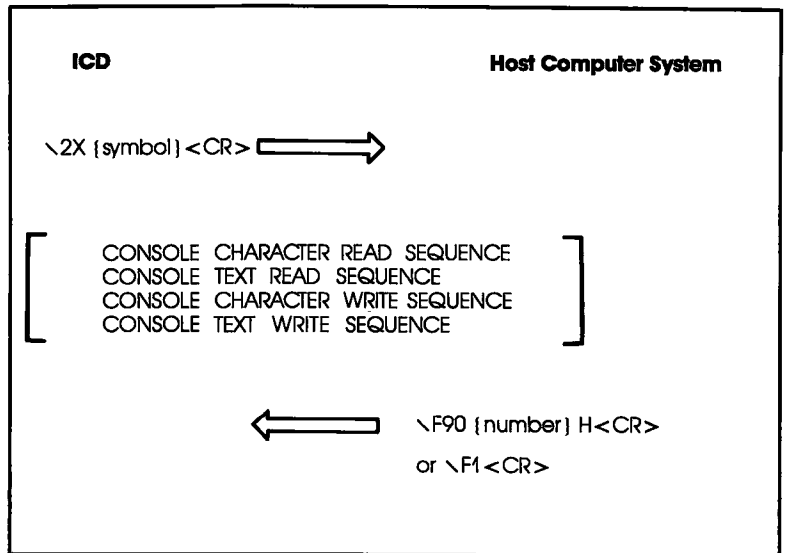 ICD Host Computer System
\2X {symbol}<CR>
CONSOLE CHARACTER READ SEQUENCE
CONSOLE TEXT READ SEQUENCE
CONSOLE CHARACTER WRITE SEQUENCE
CONSOLE TEXT WRITE SEQUENCE
\F90 {number} H<CR>
or \F1<CR>